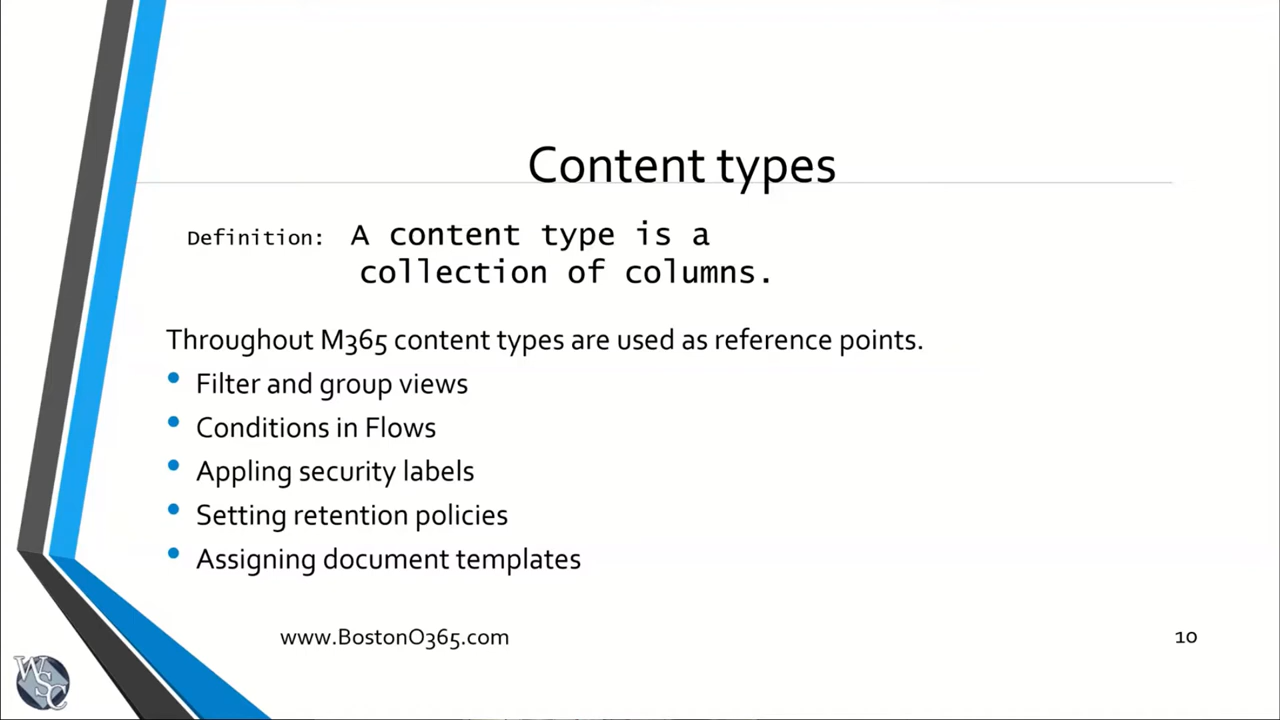 Content types
Definition: A content type is a
collection of columns.
Throughout M365 content types are used as reference points.
• Filter and group views
• Conditions in Flows
• Appling security labels
• Setting retention policies
• Assigning document templates
www.BostonO365.com
10
WSC